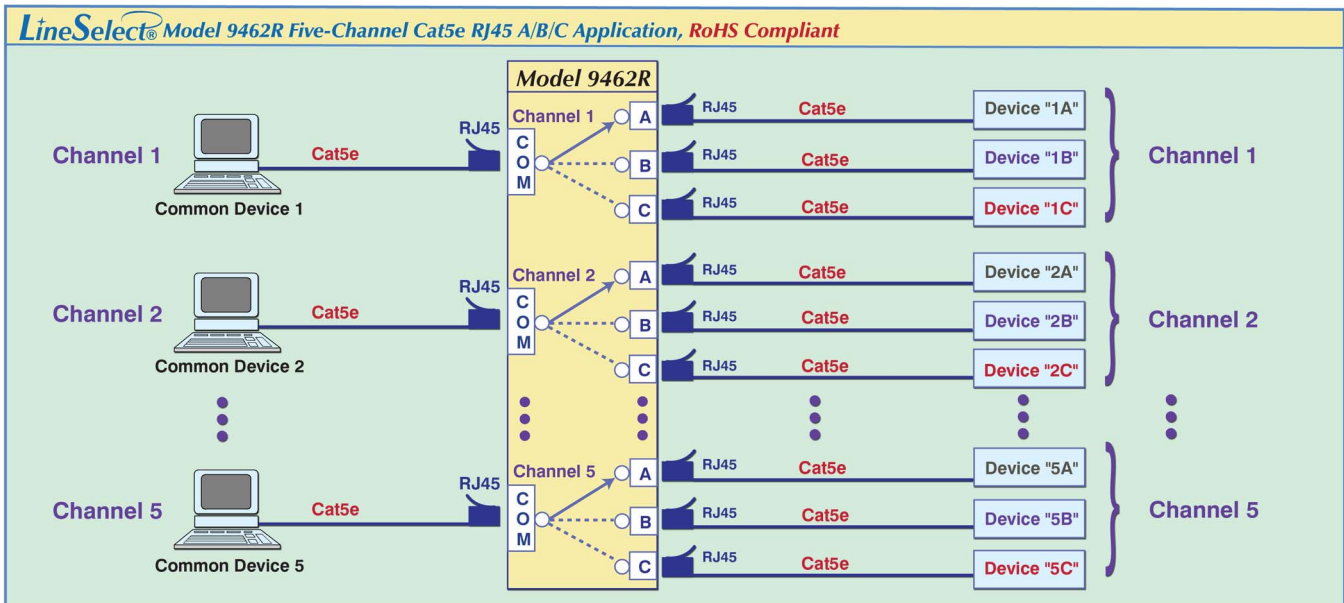 LineSelect® Model 9462R Five-Channel Cat5e RJ45 A/B/C Application, RoHS Compliant
Model 9462R
Channel 1
Common Device 1
Cat5e
RJ45
COM
Channel 1
A
RJ45
Cat5e
Device "1A"
B
RJ45
Cat5e
Device "1B"
C
RJ45
Cat5e
Device "1C"
Channel 1
Channel 2
Common Device 2
Cat5e
RJ45
COM
Channel 2
A
RJ45
Cat5e
Device "2A"
B
RJ45
Cat5e
Device "2B"
C
RJ45
Cat5e
Device "2C"
Channel 2
Channel 5
Common Device 5
Cat5e
RJ45
COM
Channel 5
A
RJ45
Cat5e
Device "5A"
B
RJ45
Cat5e
Device "5B"
C
RJ45
Cat5e
Device "5C"
Channel 5